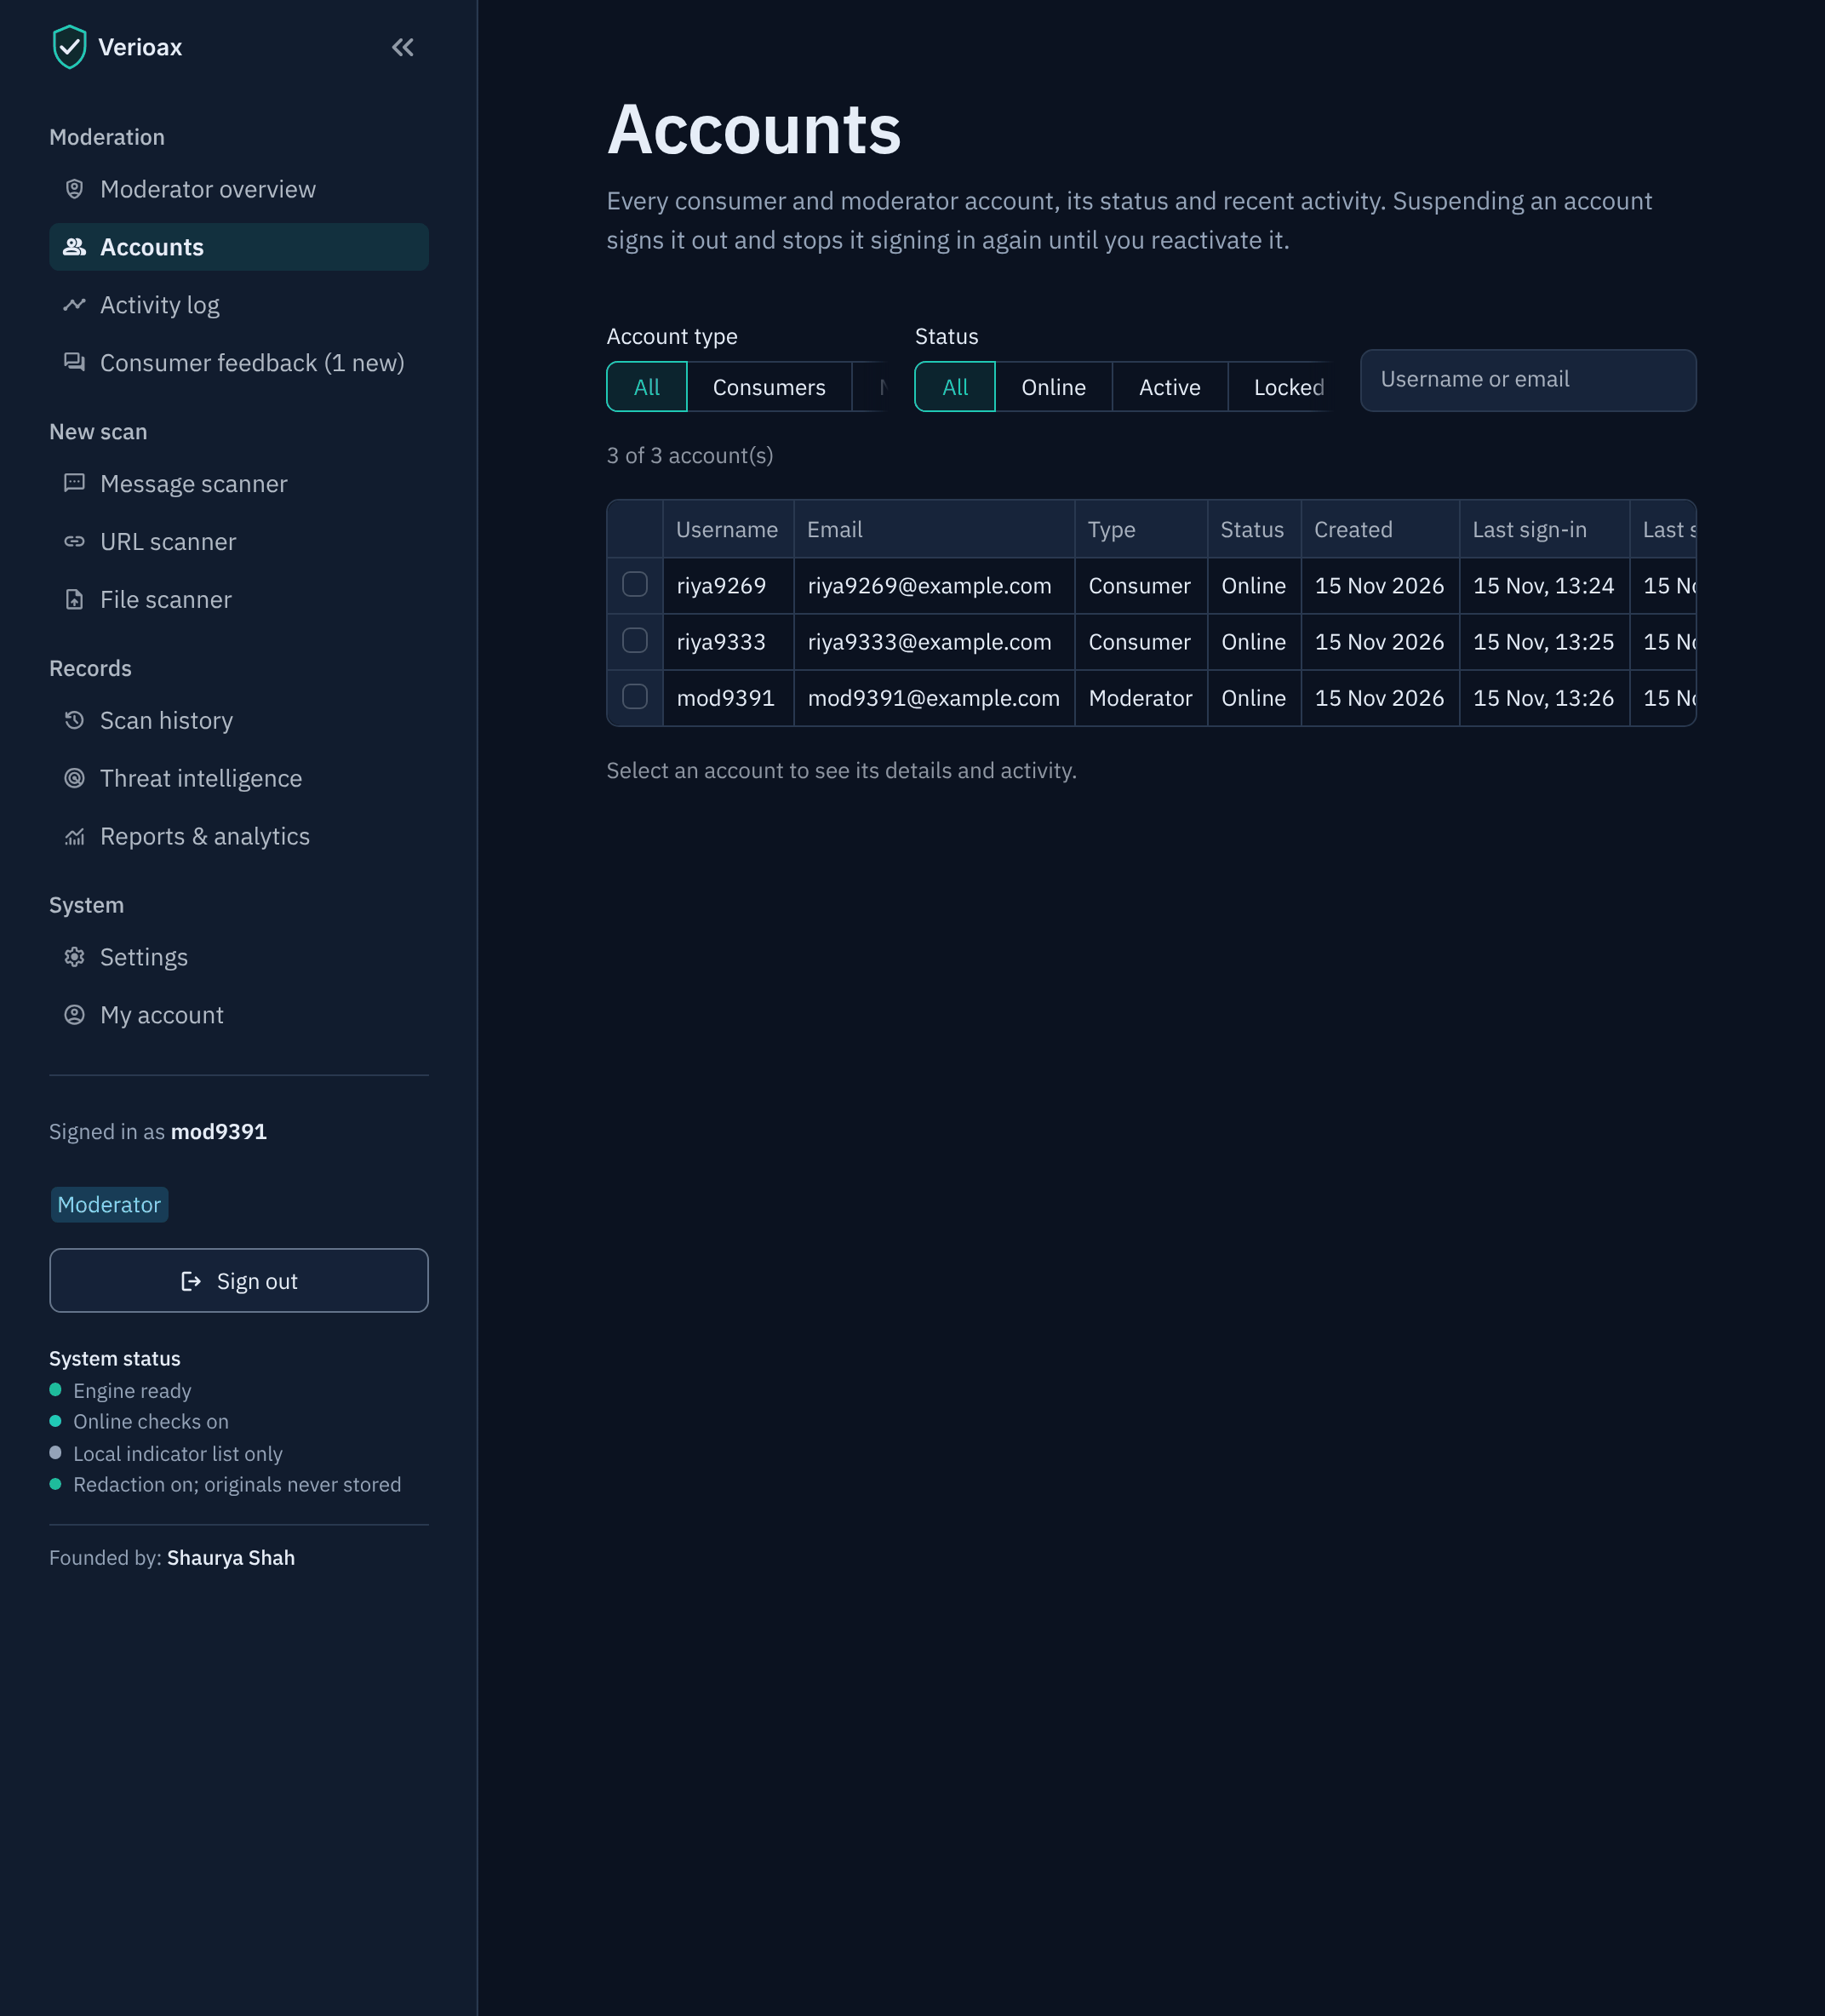 Verioax
Moderation
Moderator overview
Accounts
Activity log
Consumer feedback (1 new)
New scan
Message scanner
URL scanner
File scanner
Records
Scan history
Threat intelligence
Reports & analytics
System
Settings
My account
Signed in as mod9391
Moderator
Sign out
System status
Engine ready
Online checks on
Local indicator list only
Redaction on; originals never stored
Founded by: Shaurya Shah
Accounts
Every consumer and moderator account, its status and recent activity. Suspending an account
signs it out and stops it signing in again until you reactivate it.
Account type Status
All Consumers All Online Active Locked Username or email
3 of 3 account(s)
Username Email Type Status Created Last sign-in Last
riya9269 riya9269@example.com Consumer Online 15 Nov 2026 15 Nov, 13:24 15
riya9333 riya9333@example.com Consumer Online 15 Nov 2026 15 Nov, 13:25 15
mod9391 mod9391@example.com Moderator Online 15 Nov 2026 15 Nov, 13:26 15
Select an account to see its details and activity.